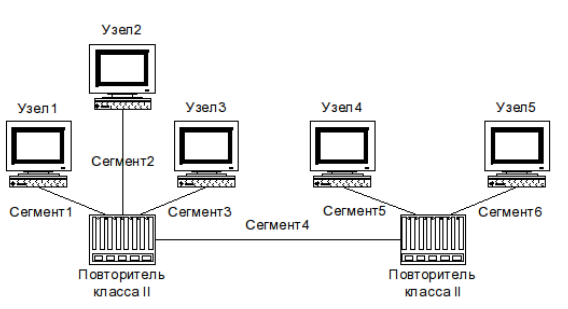 Узел2
Узел1
Узел3
Узел4
Узел5
Сегмент2
Сегмент1
Сегмент3
Сегмент4
Сегмент5
Сегмент6
Повторитель
класса II
Повторитель
класса II